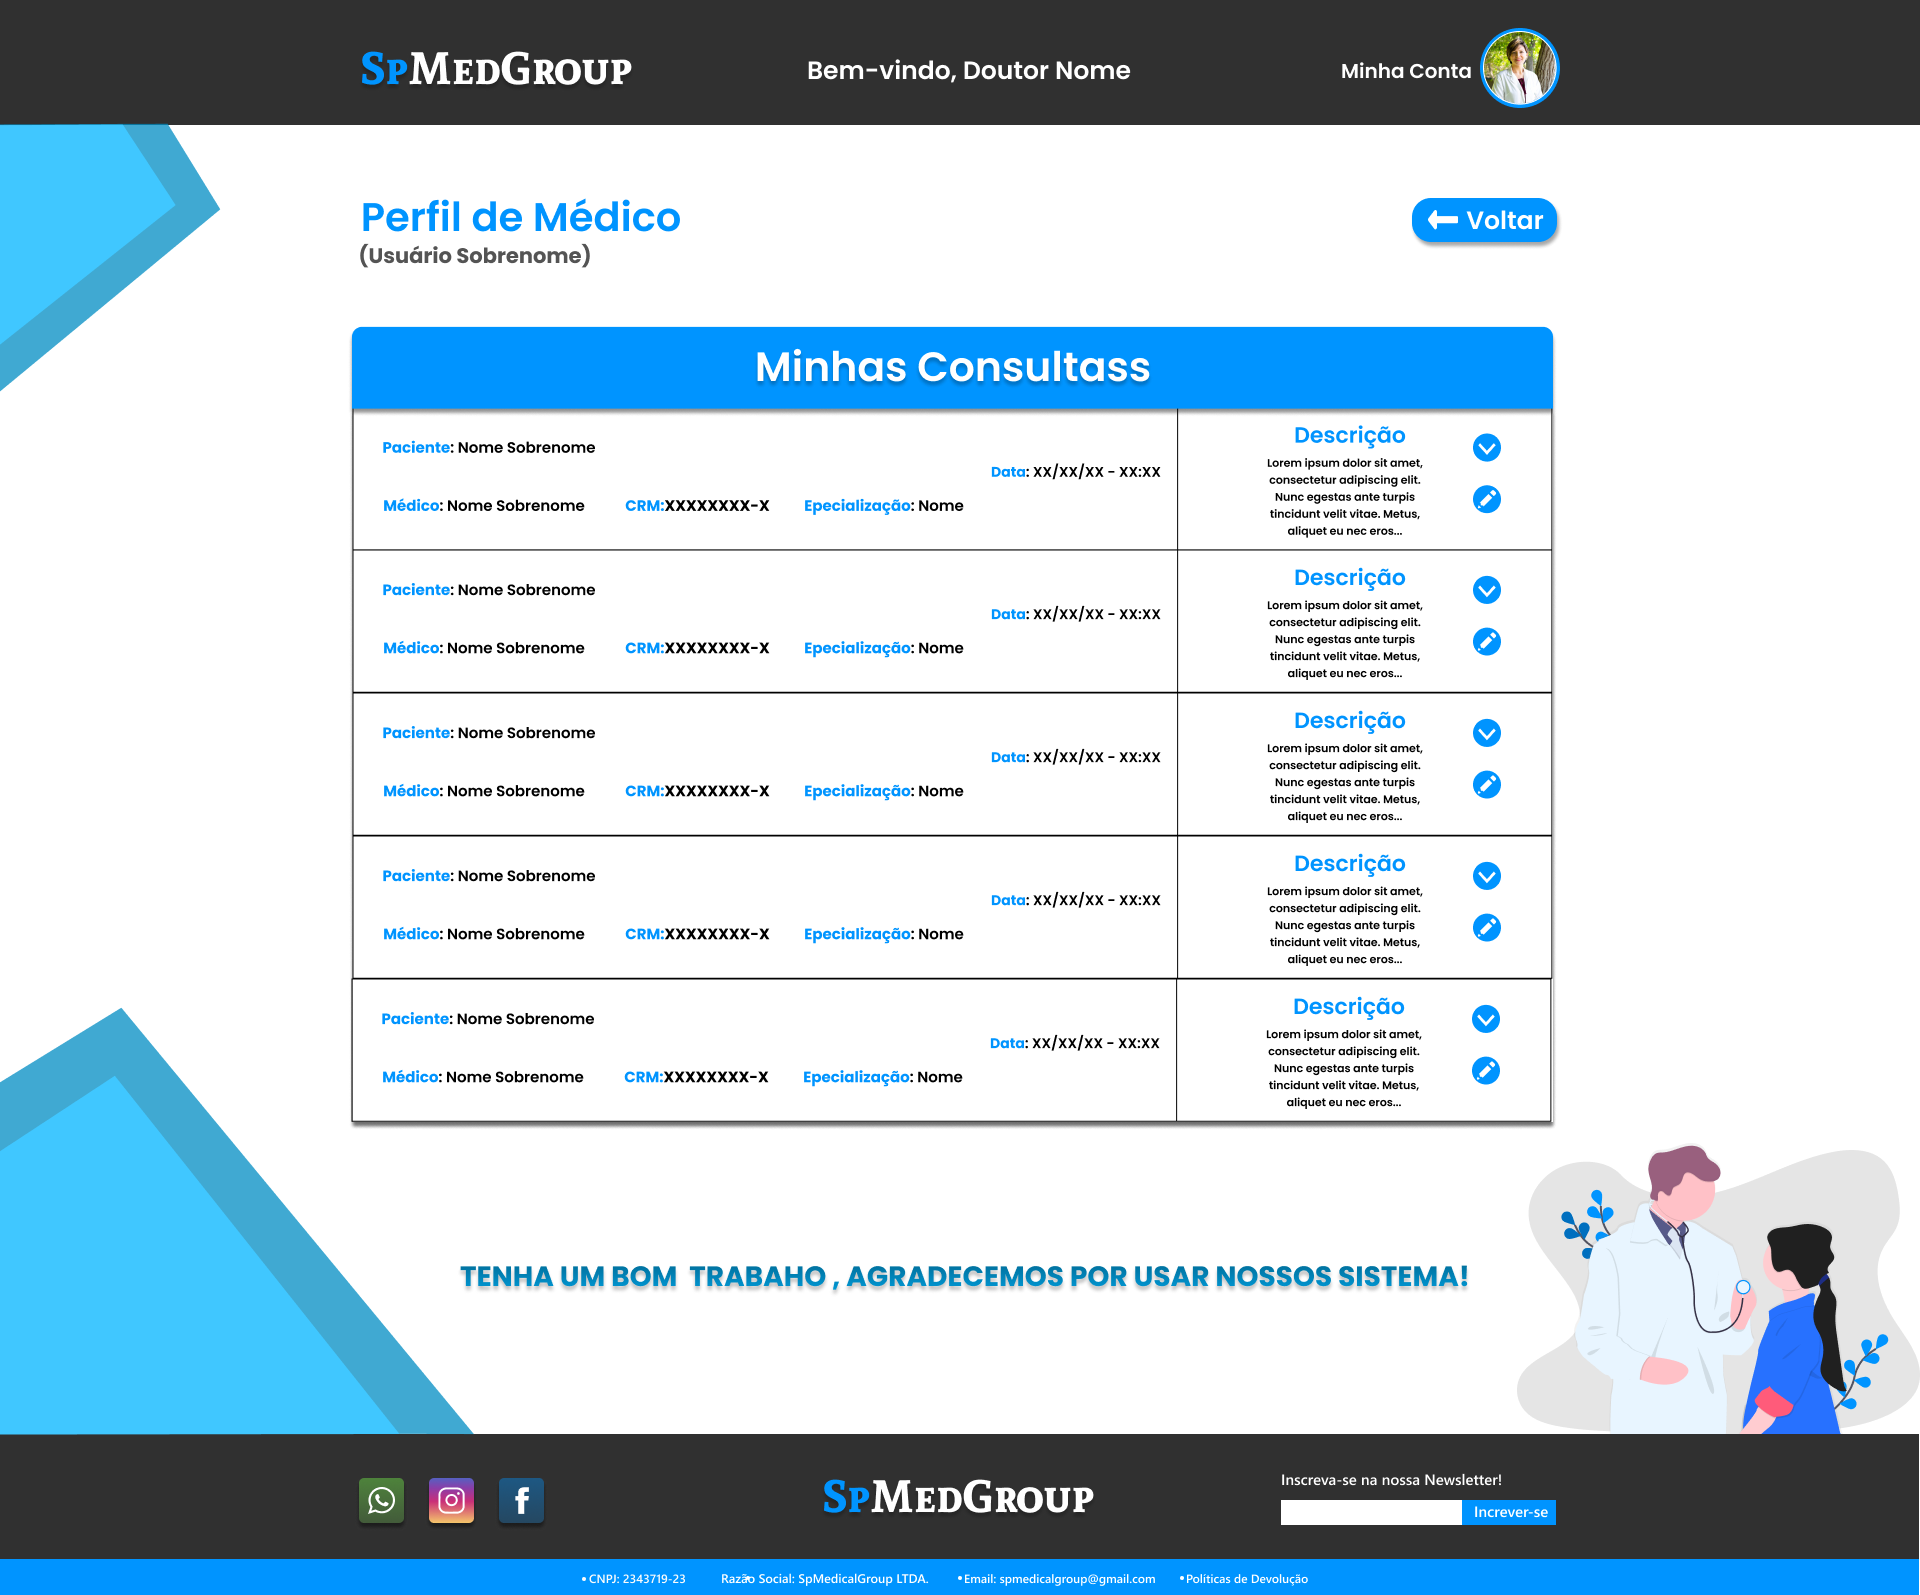 SpMedGroup
Bem-vindo, Doutor Nome
Minha Conta
Perfil de Médico
Voltar
(Usuário Sobrenome)
Minhas Consultass
Paciente: Nome Sobrenome
Data: XX/XX/XX - XX:XX
Médico: Nome Sobrenome CRM:XXXXXXXX-X Epecialização: Nome
Descrição
Lorem ipsum dolor sit amet,
consectetur adipiscing elit.
Nunc egestas ante turpis
tincidunt velit vitae. Metus,
aliquet eu nec eros...
Paciente: Nome Sobrenome
Data: XX/XX/XX - XX:XX
Médico: Nome Sobrenome CRM:XXXXXXXX-X Epecialização: Nome
Descrição
Lorem ipsum dolor sit amet,
consectetur adipiscing elit.
Nunc egestas ante turpis
tincidunt velit vitae. Metus,
aliquet eu nec eros...
Paciente: Nome Sobrenome
Data: XX/XX/XX - XX:XX
Médico: Nome Sobrenome CRM:XXXXXXXX-X Epecialização: Nome
Descrição
Lorem ipsum dolor sit amet,
consectetur adipiscing elit.
Nunc egestas ante turpis
tincidunt velit vitae. Metus,
aliquet eu nec eros...
Paciente: Nome Sobrenome
Data: XX/XX/XX - XX:XX
Médico: Nome Sobrenome CRM:XXXXXXXX-X Epecialização: Nome
Descrição
Lorem ipsum dolor sit amet,
consectetur adipiscing elit.
Nunc egestas ante turpis
tincidunt velit vitae. Metus,
aliquet eu nec eros...
Paciente: Nome Sobrenome
Data: XX/XX/XX - XX:XX
Médico: Nome Sobrenome CRM:XXXXXXXX-X Epecialização: Nome
Descrição
Lorem ipsum dolor sit amet,
consectetur adipiscing elit.
Nunc egestas ante turpis
tincidunt velit vitae. Metus,
aliquet eu nec eros...
TENHA UM BOM TRABAHO , AGRADECEMOS POR USAR NOSSOS SISTEMA!
SpMedGroup
Inscreva-se na nossa Newsletter!
Increver-se
• CNPJ: 2343719-23 Razão Social: SpMedicalGroup LTDA. • Email: spmedicalgroup@gmail.com • Políticas de Devolução